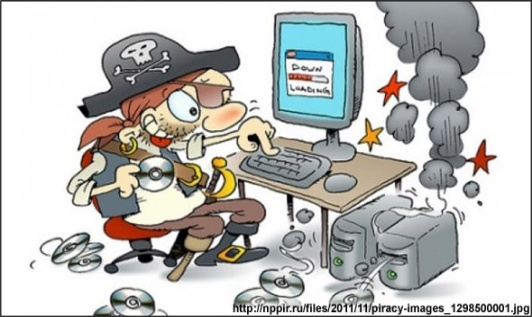 DOWN
LOADING
http://nppir.ru/files/2011/11/piracy-images_1298500001.jpg